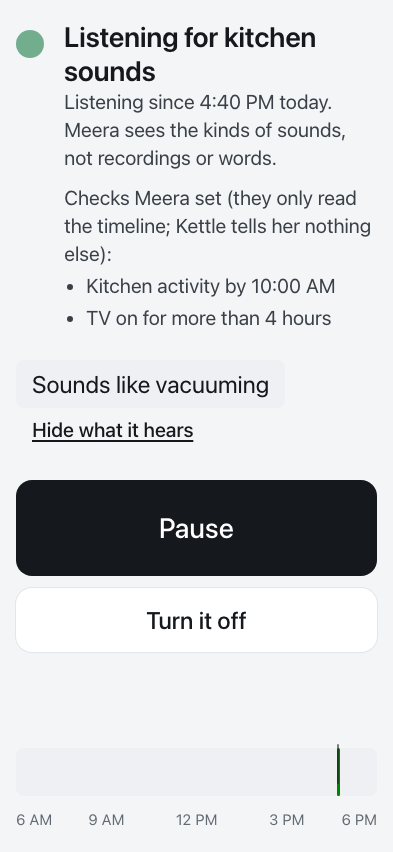 Listening for kitchen
sounds
Listening since 4:40 PM today.
Meera sees the kinds of sounds,
not recordings or words.
Checks Meera set (they only read
the timeline; Kettle tells her nothing
else):
• Kitchen activity by 10:00 AM
• TV on for more than 4 hours
Sounds like vacuuming
Hide what it hears
Pause
Turn it off
6 AM 9 AM 12 PM 3 PM 6 PM